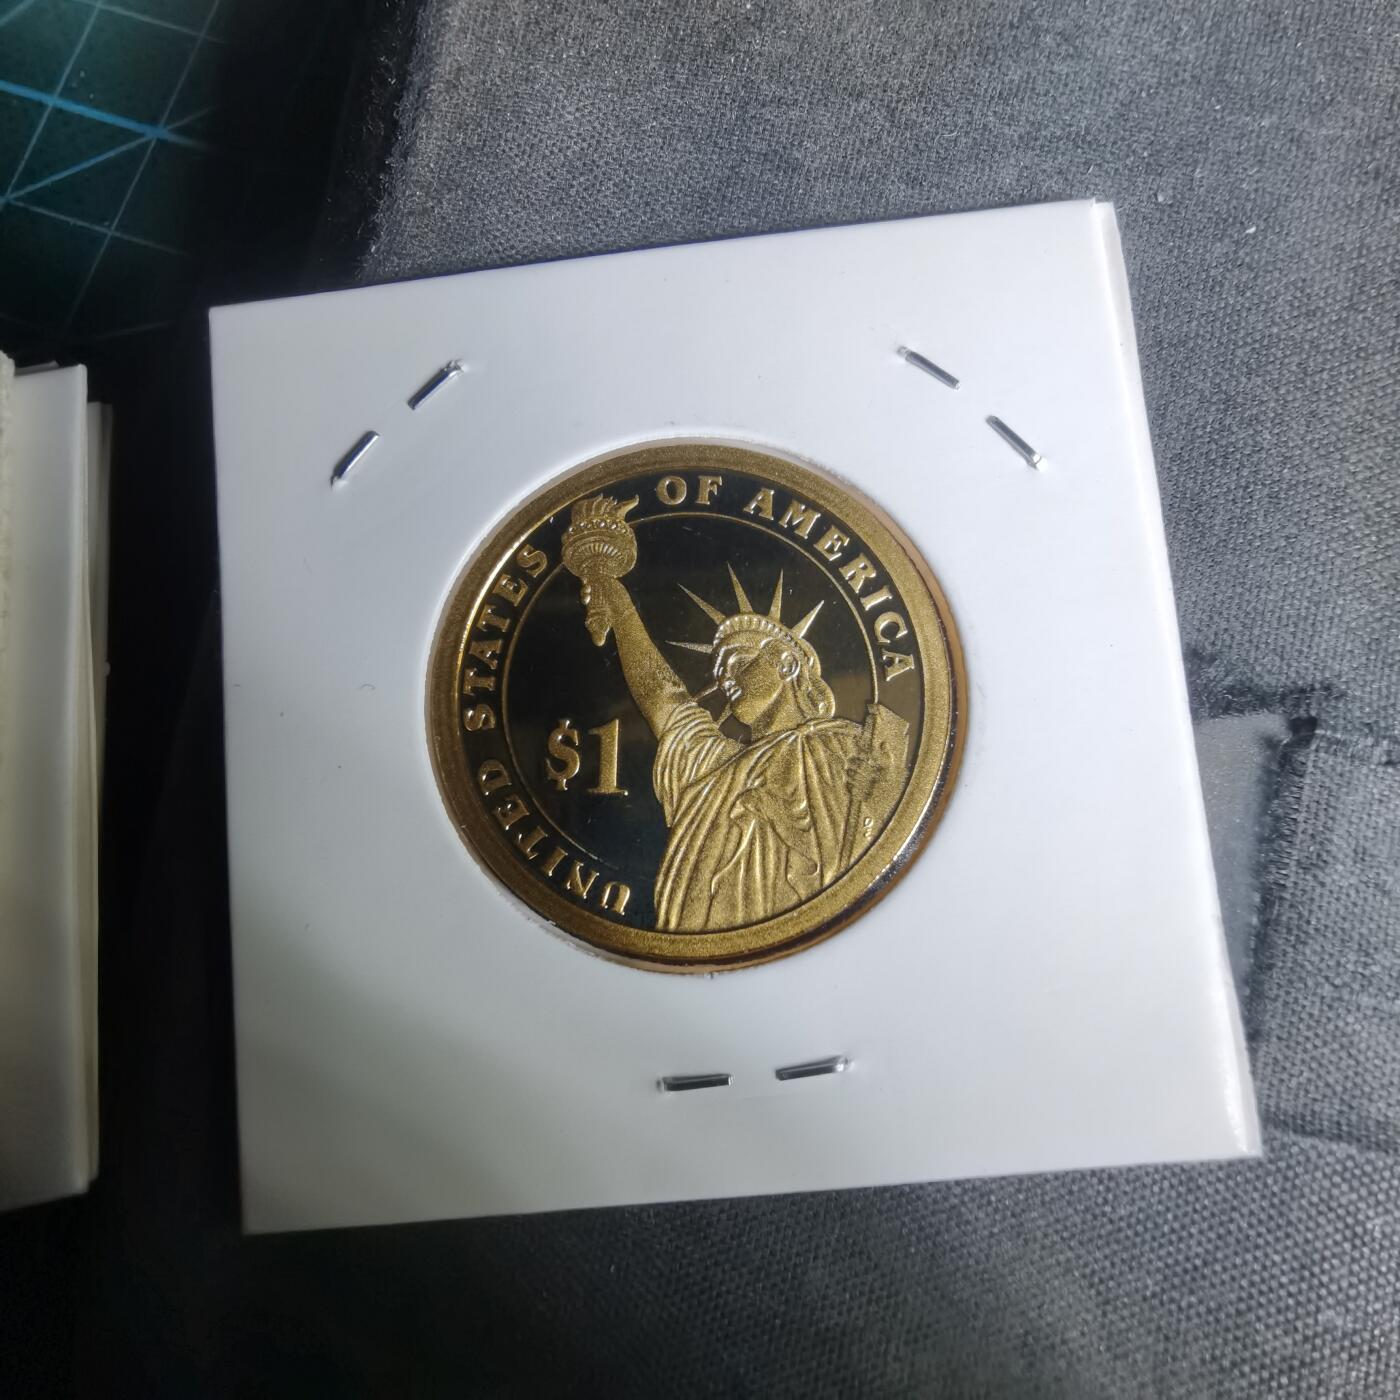 UNITED STATES OF AMERICA
$1